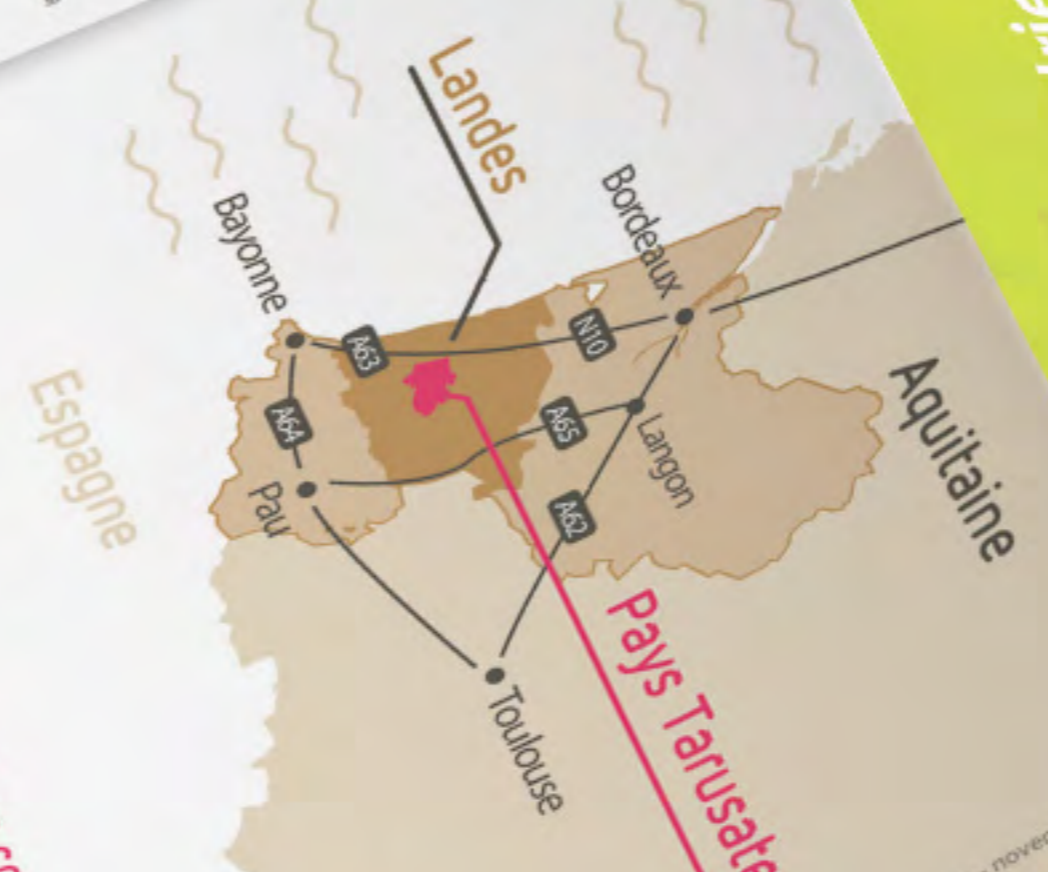 Landes
Bordeaux
Bayonne
N10
A63
Aquitaine
Espagne
A64
A65
Langon
Pau
A62
Pays Tarusate
Toulouse